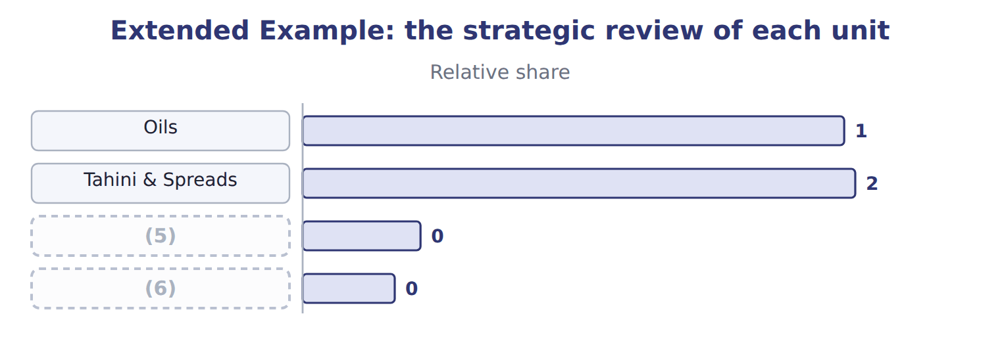 Extended Example: the strategic review of each unit
Relative share
Oils 1
Tahini & Spreads 2
(5) 0
(6) 0